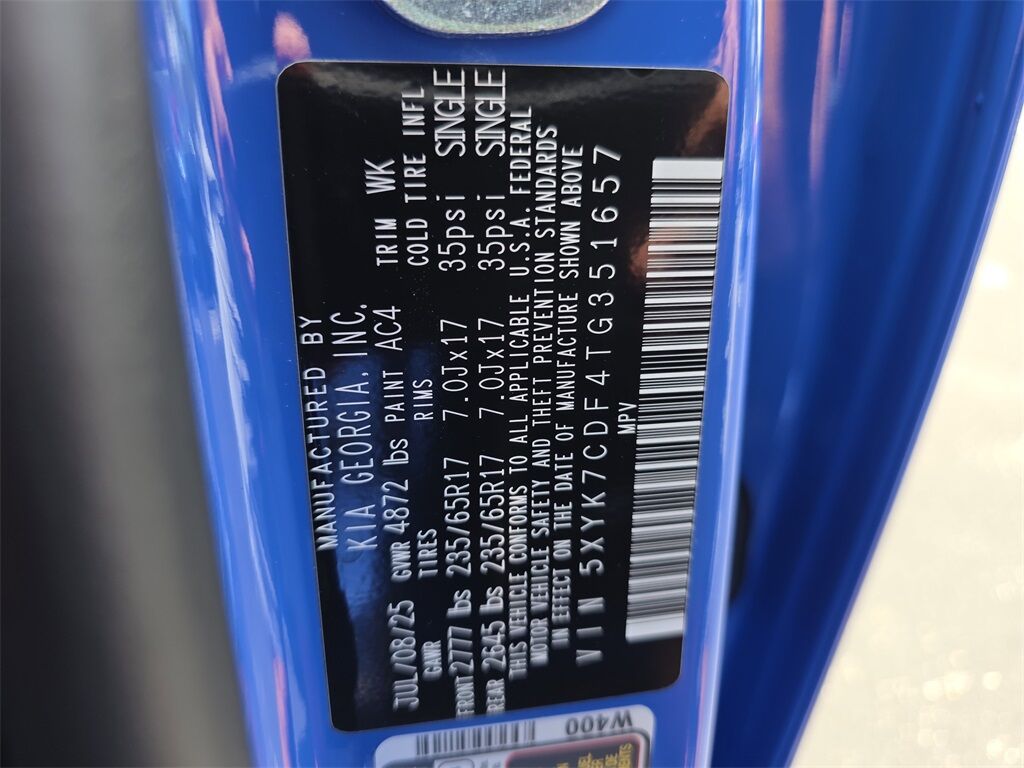 MANUFACTURED BY
KIA GEORGIA, INC.
JUL/08/25 GVWR 4872 lbs PAINT AC4 TRIM WK
GAWR TIRES RIMS COLD TIRE INFL
FRONT 2777 lbs 235/65R17 7.0Jx17 35psi SINGLE
REAR 2645 lbs 235/65R17 7.0Jx17 35psi SINGLE
THIS VEHICLE CONFORMS TO ALL APPLICABLE U.S.A. FEDERAL
MOTOR VEHICLE SAFETY AND THEFT PREVENTION STANDARDS
IN EFFECT ON THE DATE OF MANUFACTURE SHOWN ABOVE
VIN 5XYK7CDF4TG351657
MPV
W400